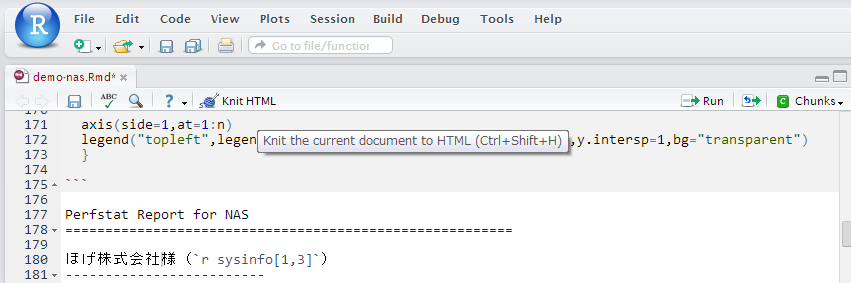 R File Edit Code View Plots Session Build Debug Tools Help
Go to file/function
demo-nas.Rmd*
ABC ? Knit HTML Run C Chunks
170
171 axis(side=1,at=1:n)
172 legend("topleft",legen ,y.intersp=1,bg="transparent")
Knit the current document to HTML (Ctrl+Shift+H)
173 }
174
175 ```
176
177 Perfstat Report for NAS
178 ========================================================
179
180 ほげ株式会社様（`r sysinfo[1,3]`）
181 -------------------------